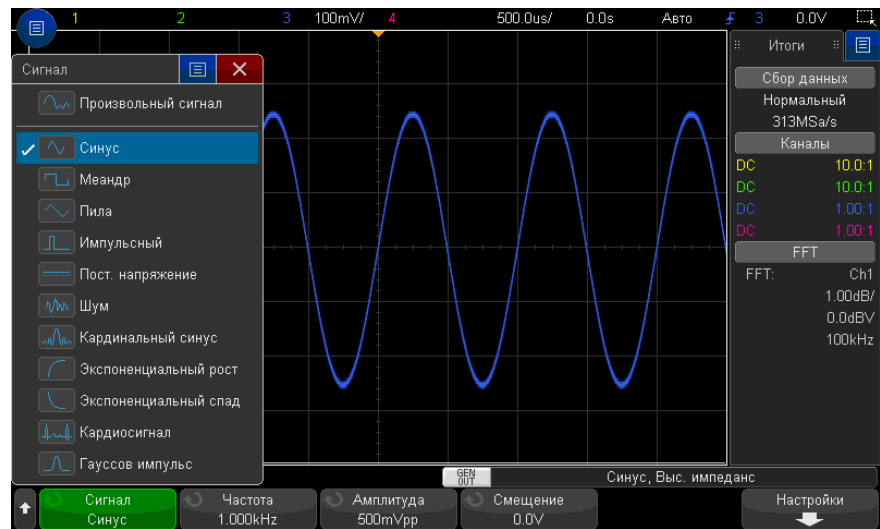 1 2 3 100mV/ 4 500.0us/ 0.0s Авто 3 0.0V
Сигнал
Произвольный сигнал
Синус
Меандр
Пила
Импульсный
Пост. напряжение
Шум
Кардинальный синус
Экспоненциальный рост
Экспоненциальный спад
Кардиосигнал
Гауссов импульс
Итоги
Сбор данных
Нормальный
313MSa/s
Каналы
DC 10.0:1
DC 10.0:1
DC 1.00:1
DC 1.00:1
FFT
FFT: Ch1
1.00dB/
0.0dBV
100kHz
GEN
OUT
Синус, Выс. импеданс
Сигнал
Синус
Частота
1.000kHz
Амплитуда
500mVpp
Смещение
0.0V
Настройки